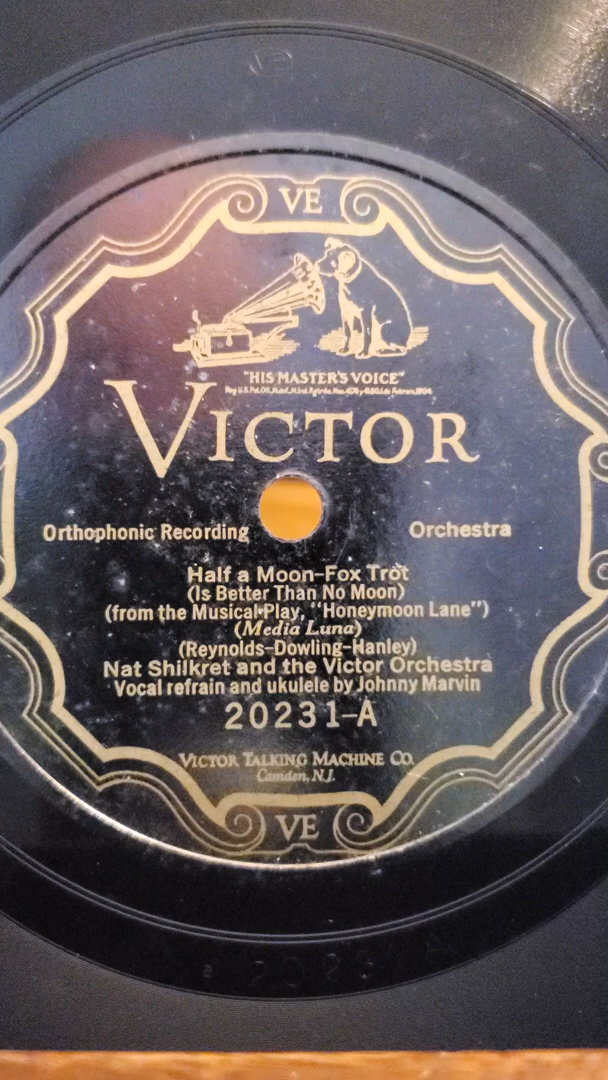 VE
VE
"HIS MASTER'S VOICE"
VICTOR
Orthophonic Recording
Orchestra
Half a Moon-Fox Trot
(Is Better Than No Moon)
(from the Musical Play, "Honeymoon Lane")
(Media Luna)
(Reynolds-Dowling-Hanley)
Nat Shilkret and the Victor Orchestra
Vocal refrain and ukulele by Johnny Marvin
20231-A
VICTOR TALKING MACHINE CO.
Camden, N.J.
VE